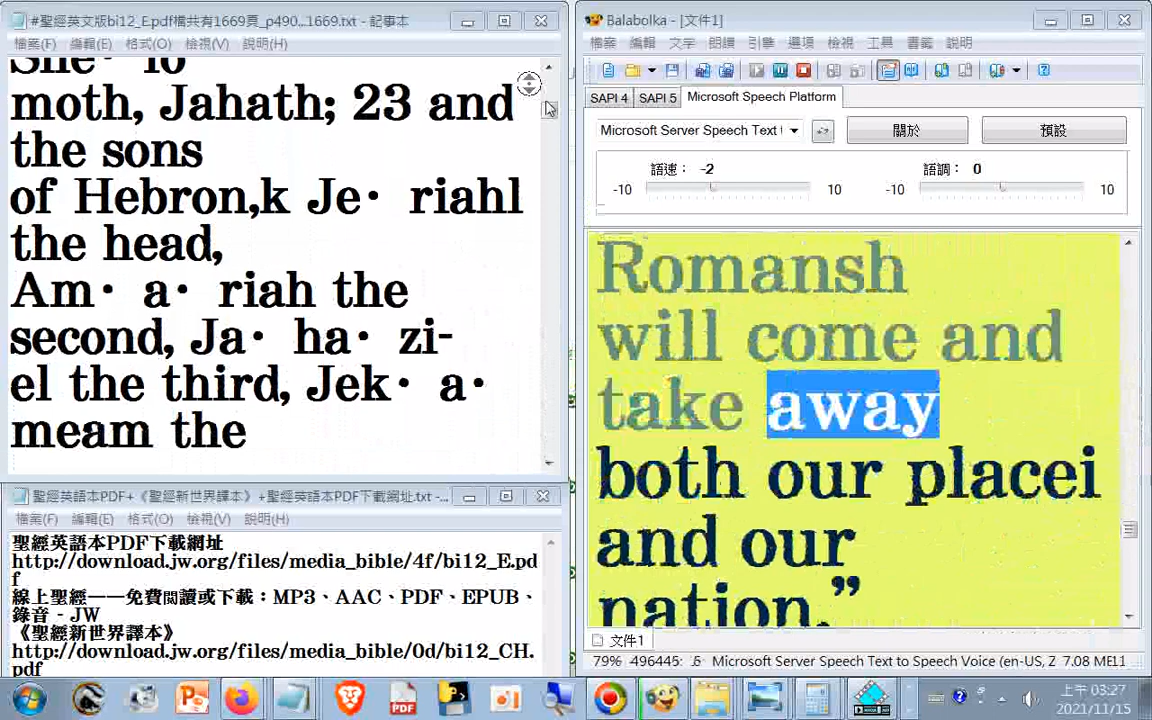 #聖經英文版bi12_E.pdf檔共有1669頁_p490...1669.txt - 記事本
檔案(F) 編輯(E) 格式(O) 檢視(V) 說明(H)
She· lo
moth, Jahath; 23 and
the sons
of Hebron,k Je· riahl
the head,
Am· a· riah the
second, Ja· ha· zi-
el the third, Jek· a·
meam the
聖經英語本PDF+《聖經新世界譯本》+聖經英語本PDF下載網址.txt -...
檔案(F) 編輯(E) 格式(O) 檢視(V) 說明(H)
聖經英語本PDF下載網址
http://download.jw.org/files/media_bible/4f/bi12_E.pd
f
線上聖經——免費閱讀或下載：MP3、AAC、PDF、EPUB、
錄音 - JW
《聖經新世界譯本》
http://download.jw.org/files/media_bible/0d/bi12_CH.
pdf
Balabolka - [文件1]
檔案 編輯 文字 朗讀 引擎 選項 檢視 工具 書籤 說明
SAPI 4 SAPI 5 Microsoft Speech Platform
Microsoft Server Speech Text 關於 預設
語速： -2 語調： 0
-10 10 -10 10
Romansh
will come and
take away
both our placei
and our
nation.”
文件1
79% 496445: Microsoft Server Speech Text to Speech Voice (en-US, Z 7.08 ME11
上午 03:27
2021/11/15